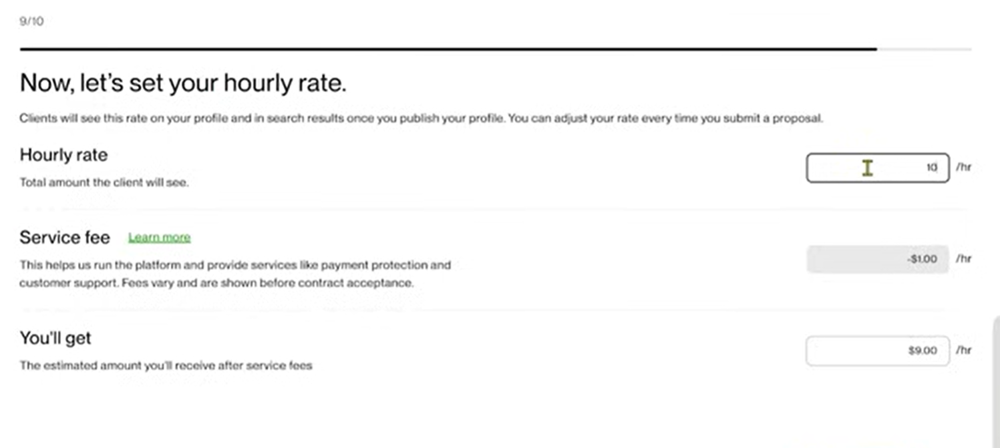 9/10
Now, let's set your hourly rate.
Clients will see this rate on your profile and in search results once you publish your profile. You can adjust your rate every time you submit a proposal.
Hourly rate
10 /hr
Total amount the client will see.
Service fee Learn more
This helps us run the platform and provide services like payment protection and
-$1.00 /hr
customer support. Fees vary and are shown before contract acceptance.
You'll get
$9.00 /hr
The estimated amount you'll receive after service fees